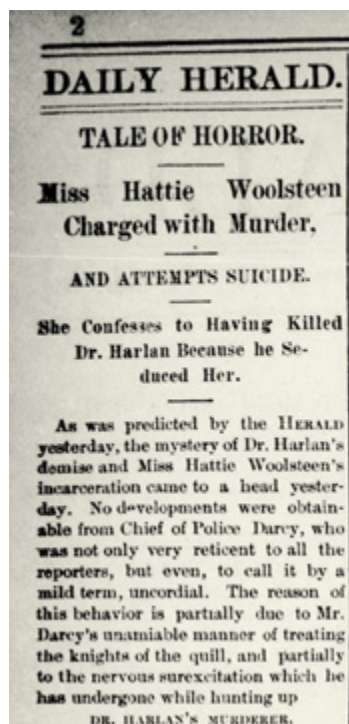 2
DAILY HERALD.
TALE OF HORROR.
Miss Hattie Woolsteen
Charged with Murder,
AND ATTEMPTS SUICIDE.
She Confesses to Having Killed
Dr. Harlan Because he Se-
duced Her.
As was predicted by the HERALD
yesterday, the mystery of Dr. Harlan's
demise and Miss Hattie Woolsteen's
incarceration came to a head yester-
day. No developments were obtain-
able from Chief of Police Darcy, who
was not only very reticent to all the
reporters, but even, to call it by a
mild term, uncordial. The reason of
this behavior is partially due to Mr.
Darcy's unamiable manner of treating
the knights of the quill, and partially
to the nervous surexcitation which he
has undergone while hunting up
DR. HARLAN'S MURDERER.